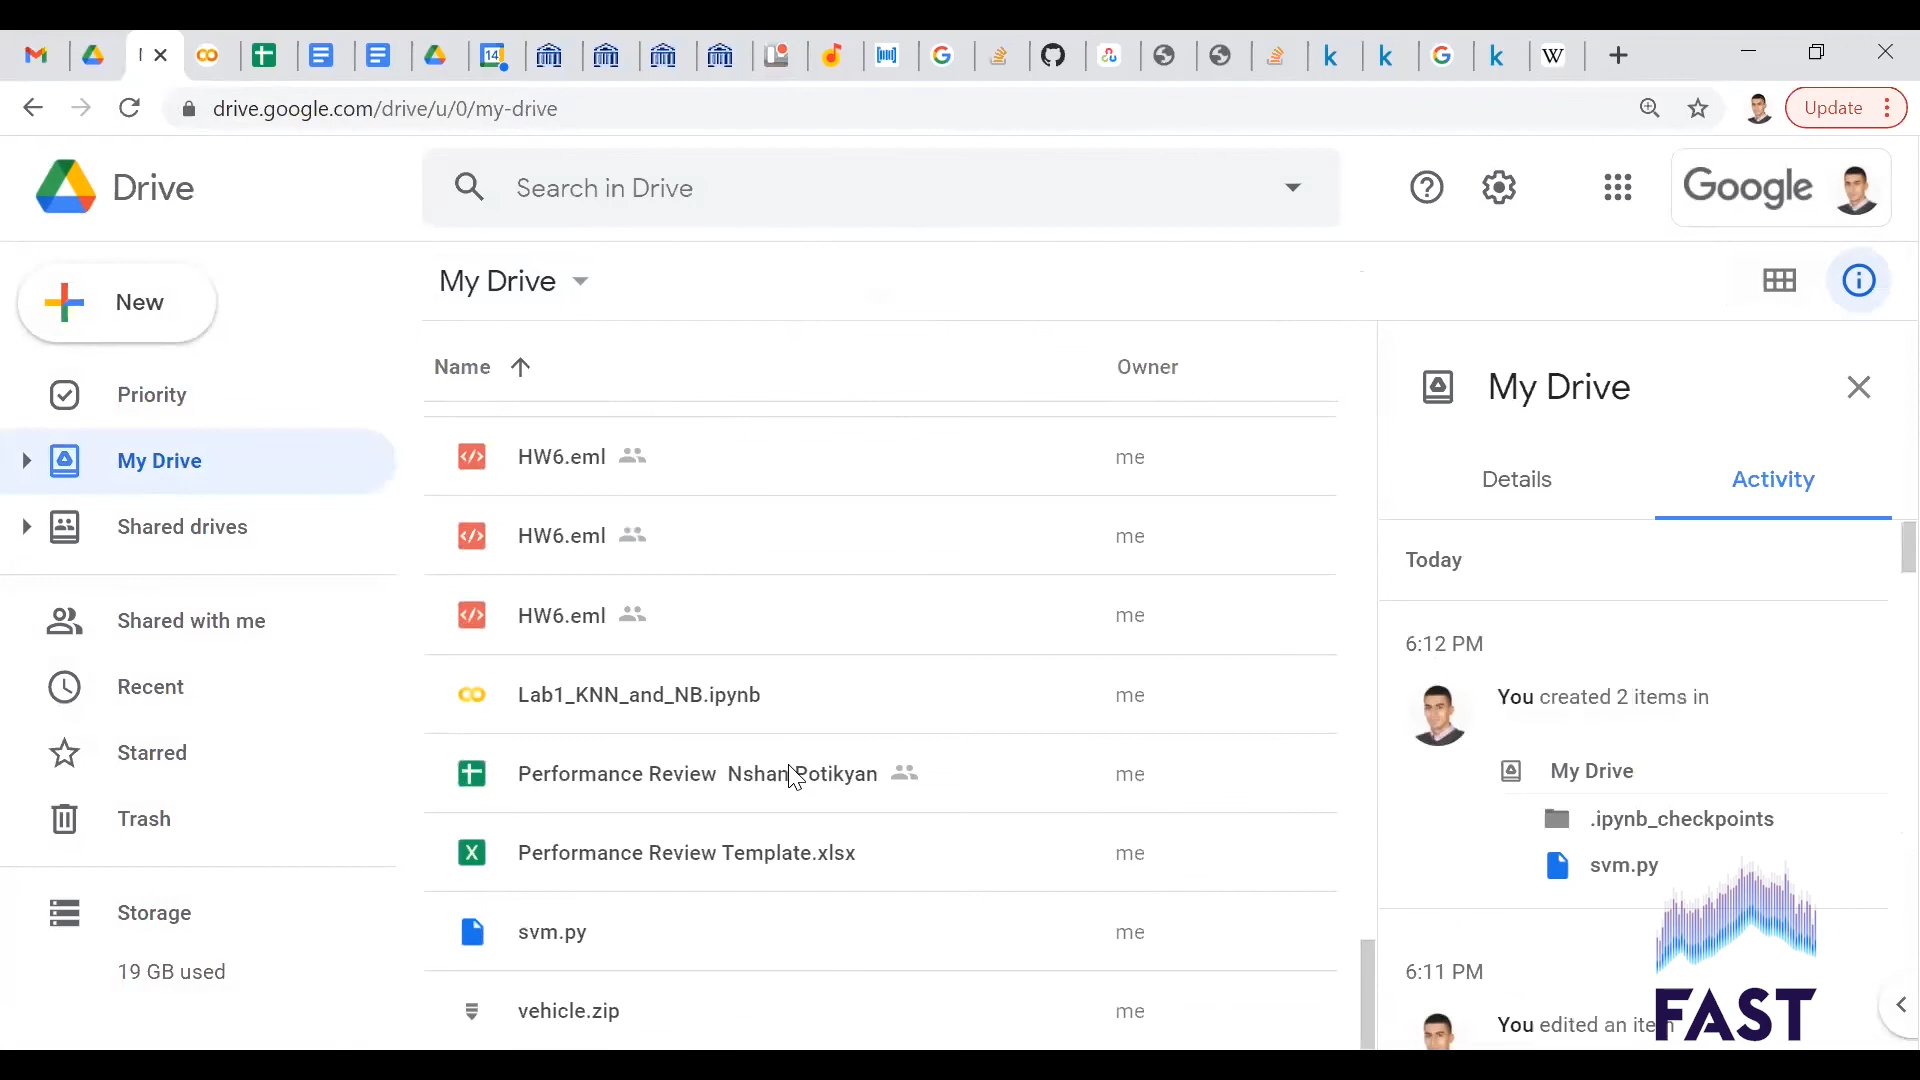 14
k
k
k
W
drive.google.com/drive/u/0/my-drive
Update
Drive
Search in Drive
Google
New
My Drive
Priority
My Drive
Shared drives
Shared with me
Recent
Starred
Trash
Storage
19 GB used
Name
Owner
HW6.eml
me
HW6.eml
me
HW6.eml
me
Lab1_KNN_and_NB.ipynb
me
Performance Review Nshan Potikyan
me
Performance Review Template.xlsx
me
svm.py
me
vehicle.zip
me
My Drive
Details
Activity
Today
6:12 PM
You created 2 items in
My Drive
.ipynb_checkpoints
svm.py
6:11 PM
You edited an item
FAST